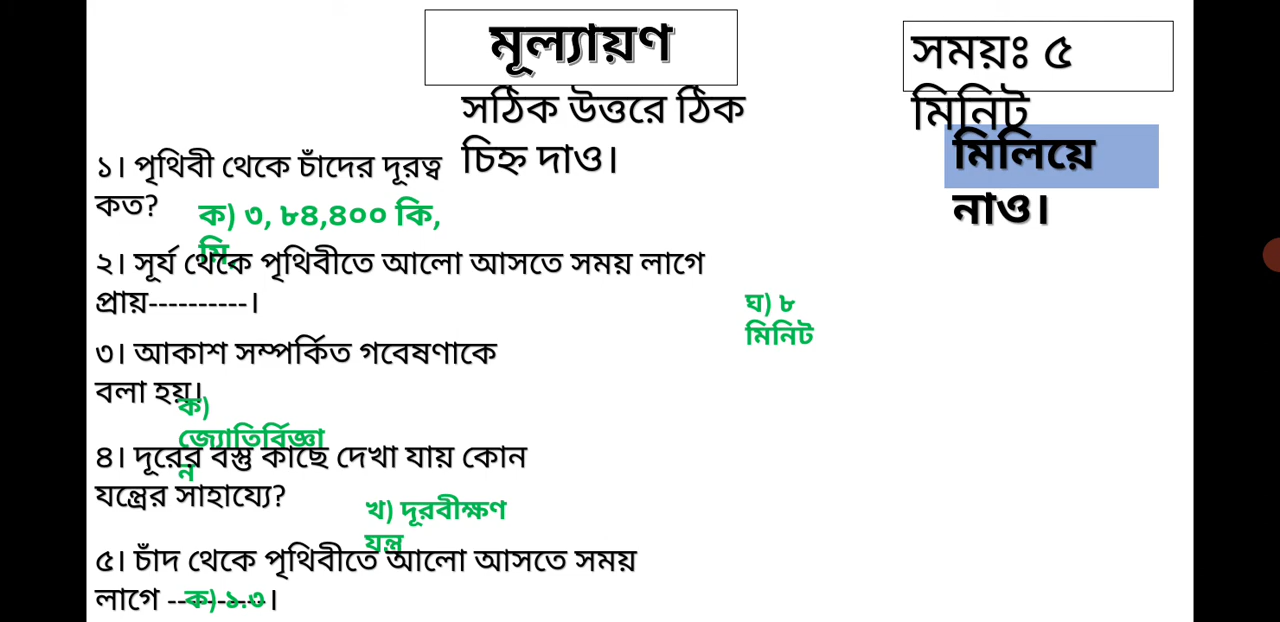 মূল্যায়ণ
সময়ঃ ৫
মিনিট
সঠিক উত্তরে ঠিক
চিহ্ন দাও।
মিলিয়ে
নাও।
১। পৃথিবী থেকে চাঁদের দূরত্ব
কত?
ক) ৩, ৮৪,৪০০ কি,
মি,
২। সূর্য থেকে পৃথিবীতে আলো আসতে সময় লাগে
প্রায়----------।
ঘ) ৮
মিনিট
৩। আকাশ সম্পর্কিত গবেষণাকে
বলা হয়।
ক)
জ্যোতির্বিজ্ঞা
ন
৪। দূরের বস্তু কাছে দেখা যায় কোন
যন্ত্রের সাহায্যে?
খ) দূরবীক্ষণ
যন্ত্র
৫। চাঁদ থেকে পৃথিবীতে আলো আসতে সময়
লাগে ----------।
ক) ১.৩